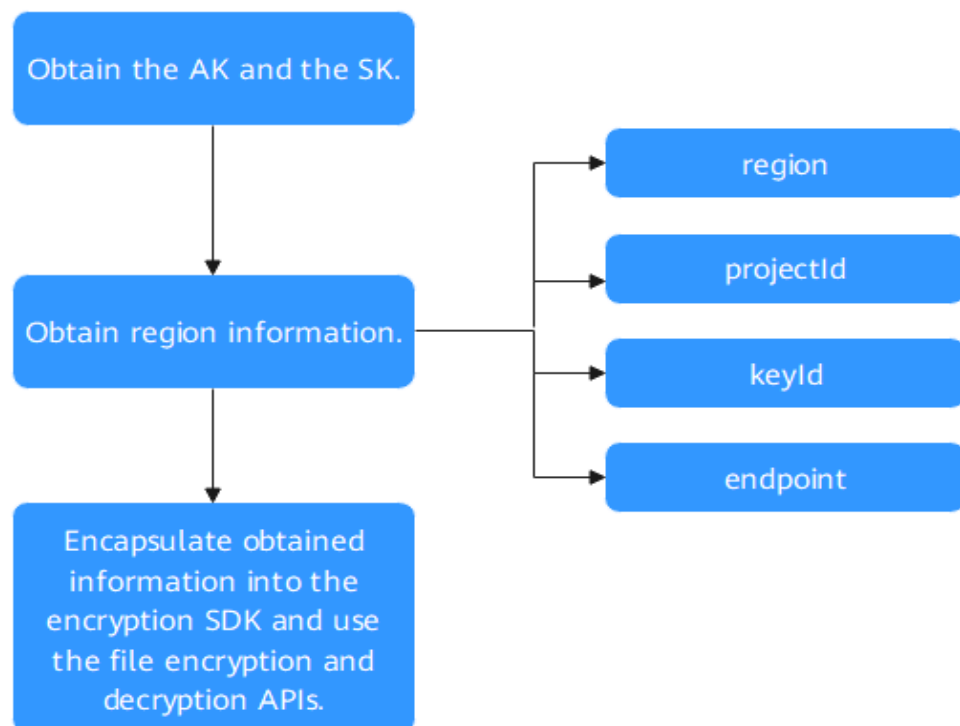 Obtain the AK and the SK.
region
projectId
Obtain region information.
keyId
endpoint
Encapsulate obtained
information into the
encryption SDK and use
the file encryption and
decryption APIs.